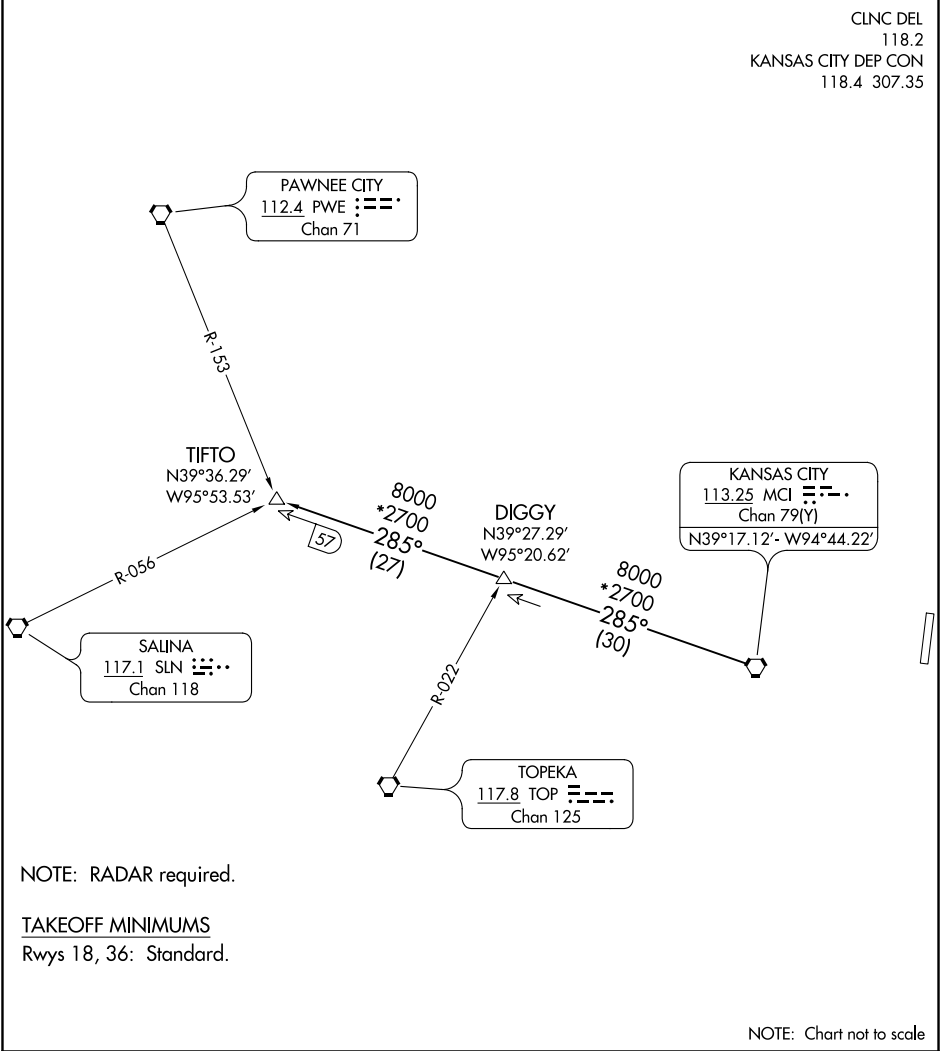 CLNC DEL
118.2
KANSAS CITY DEP CON
118.4 307.35
PAWNEE CITY
112.4 PWE
Chan 71
R-153
TIFTO
N39°36.29'
W95°53.53'
8000
*2700
285°
(27)
57
DIGGY
N39°27.29'
W95°20.62'
8000
*2700
285°
(30)
KANSAS CITY
113.25 MCI
Chan 79(Y)
N39°17.12'- W94°44.22'
R-056
SALINA
117.1 SLN
Chan 118
R-022
TOPEKA
117.8 TOP
Chan 125
NOTE: RADAR required.
TAKEOFF MINIMUMS
Rwys 18, 36: Standard.
NOTE: Chart not to scale